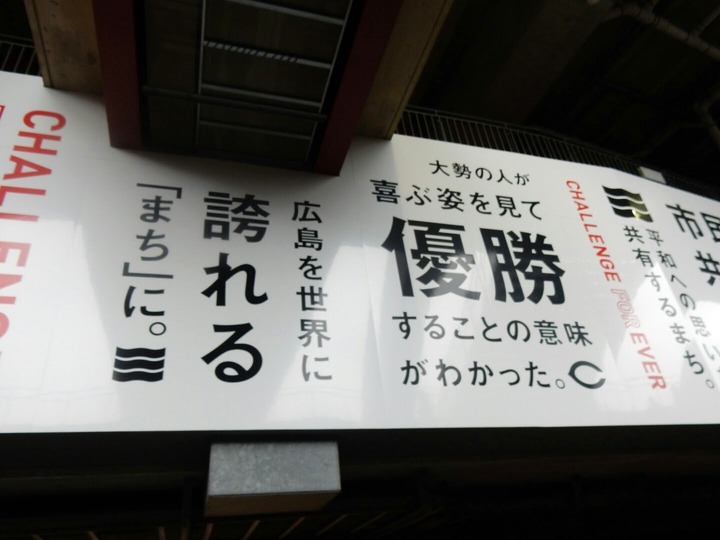 CHALLENG
広島を世界に
誇れる
「まち」に。
大勢の人が
喜ぶ姿を見て
優勝
することの意味
がわかった。
CHALLENGE FOR EVER
市民
共
平和への思い
共有するまち。